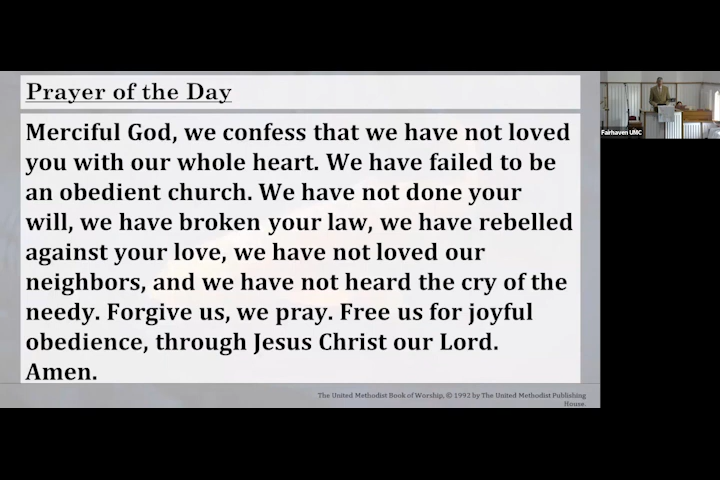 Prayer of the Day
Merciful God, we confess that we have not loved
you with our whole heart. We have failed to be
an obedient church. We have not done your
will, we have broken your law, we have rebelled
against your love, we have not loved our
neighbors, and we have not heard the cry of the
needy. Forgive us, we pray. Free us for joyful
obedience, through Jesus Christ our Lord.
Amen.
The United Methodist Book of Worship, © 1992 by The United Methodist Publishing
House.
Fairhaven UMC